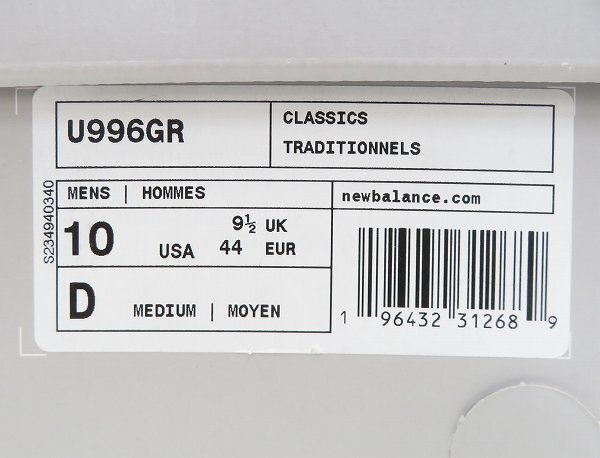 U996GR
CLASSICS
TRADITIONNELS
S234940340
MENS | HOMMES
newbalance.com
10 USA
9½ UK
44 EUR
D MEDIUM | MOYEN
1 96432 31268 9